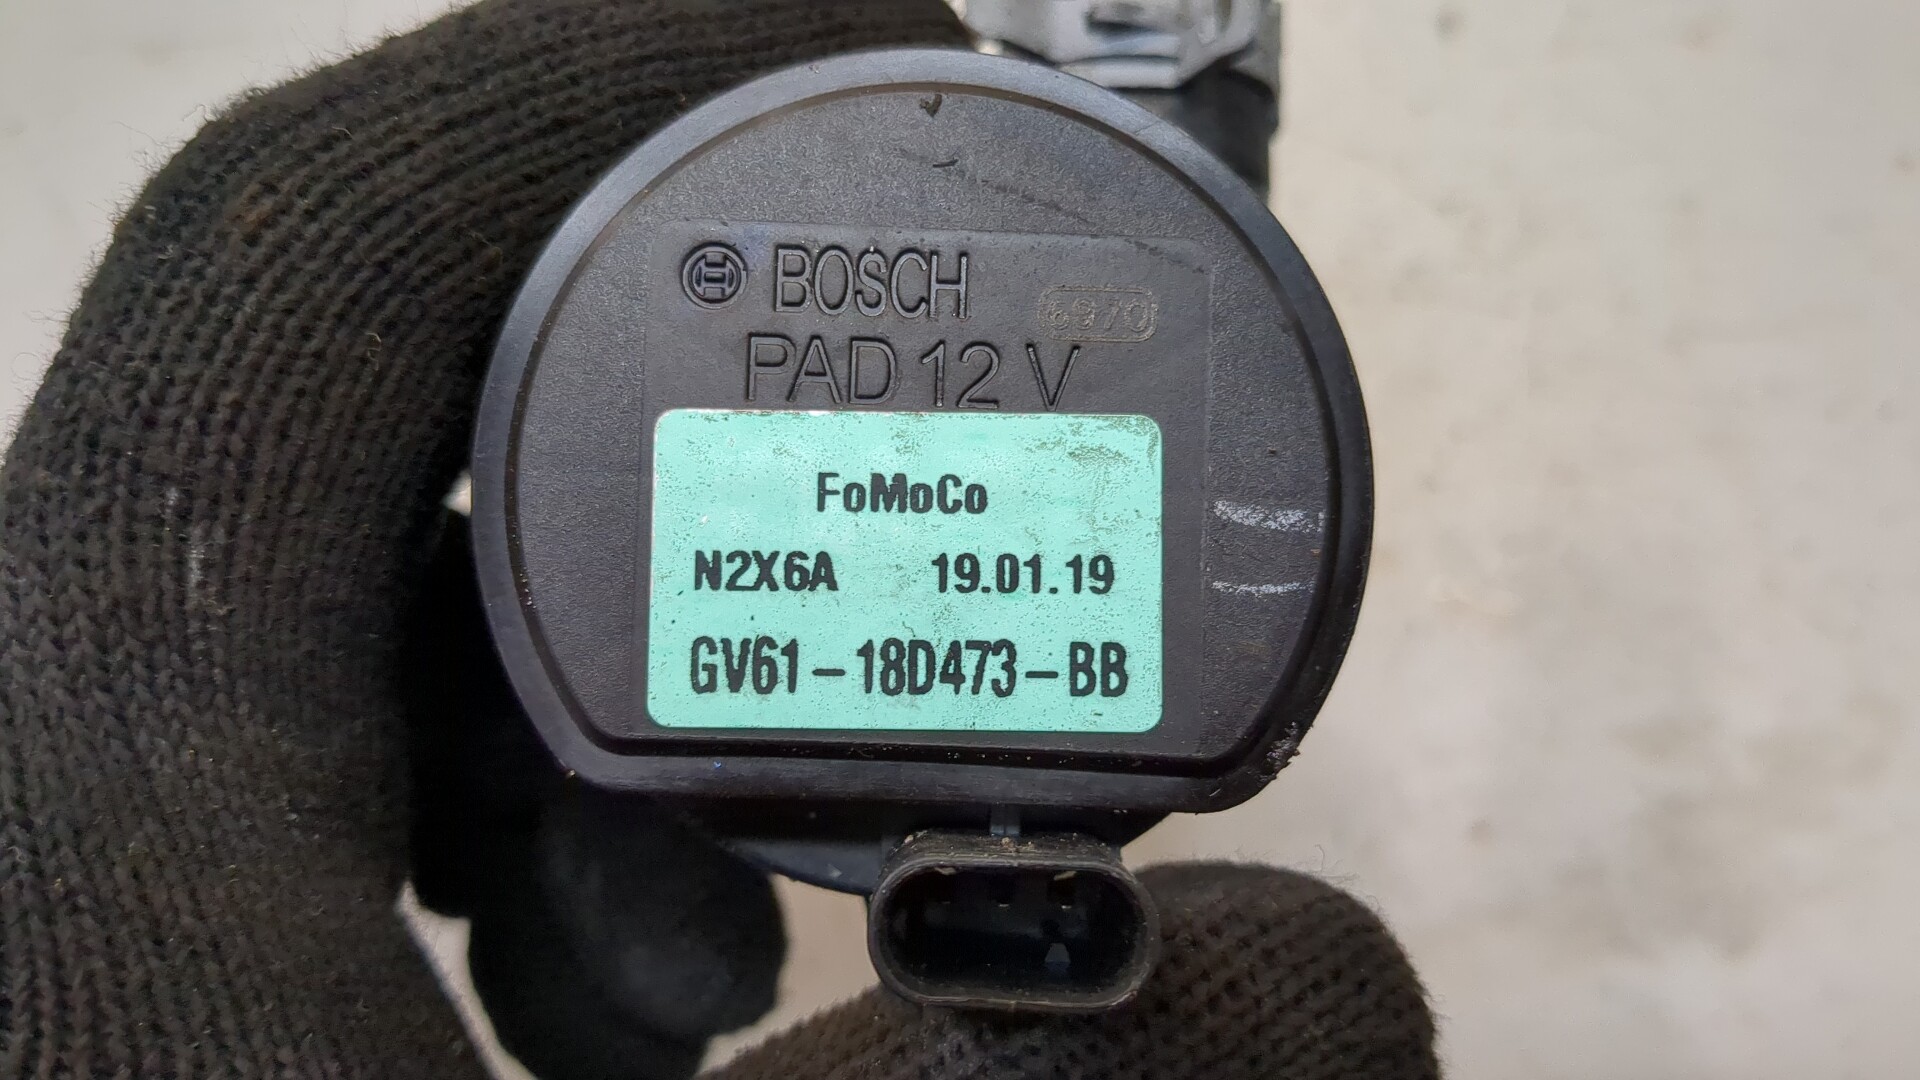 BOSCH
6970
PAD 12 V
FoMoCo
N2X6A 19.01.19
GV61-18D473-BB